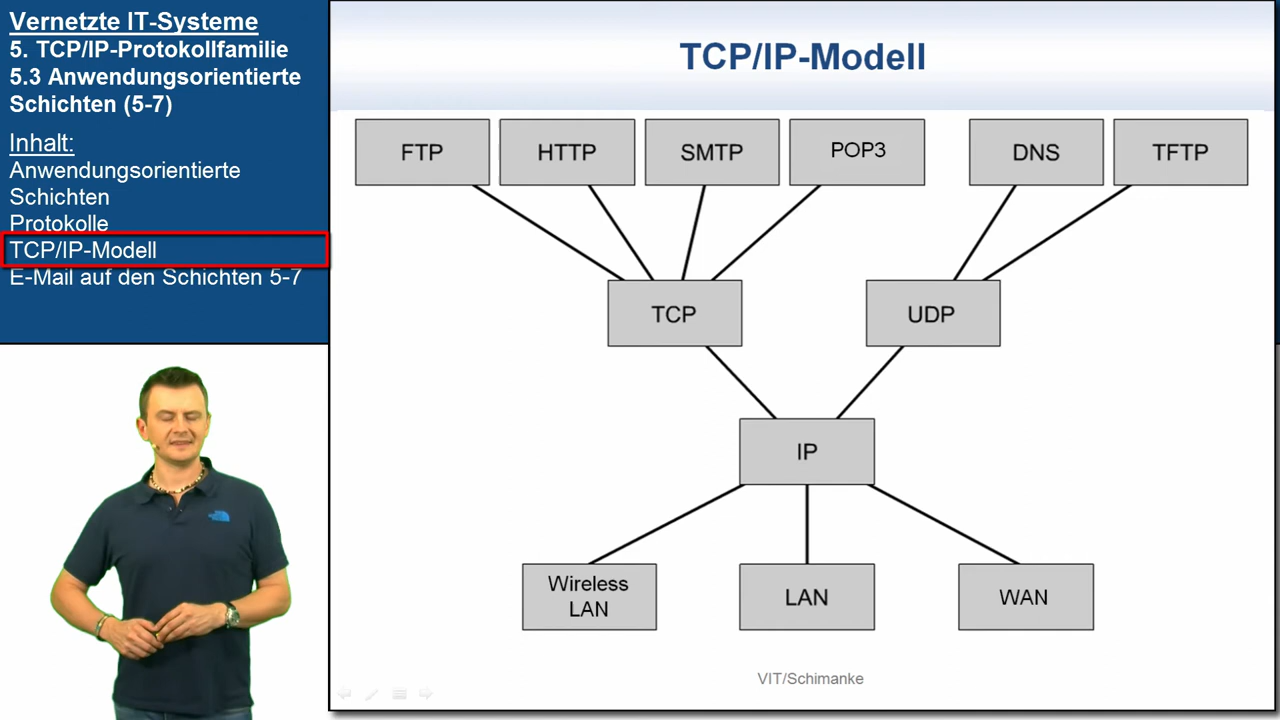 Vernetzte IT-Systeme
5. TCP/IP-Protokollfamilie
5.3 Anwendungsorientierte
Schichten (5-7)
Inhalt:
Anwendungsorientierte
Schichten
Protokolle
TCP/IP-Modell
E-Mail auf den Schichten 5-7
TCP/IP-Modell
FTP
HTTP
SMTP
POP3
DNS
TFTP
TCP
UDP
IP
Wireless
LAN
LAN
WAN
VIT/Schimanke